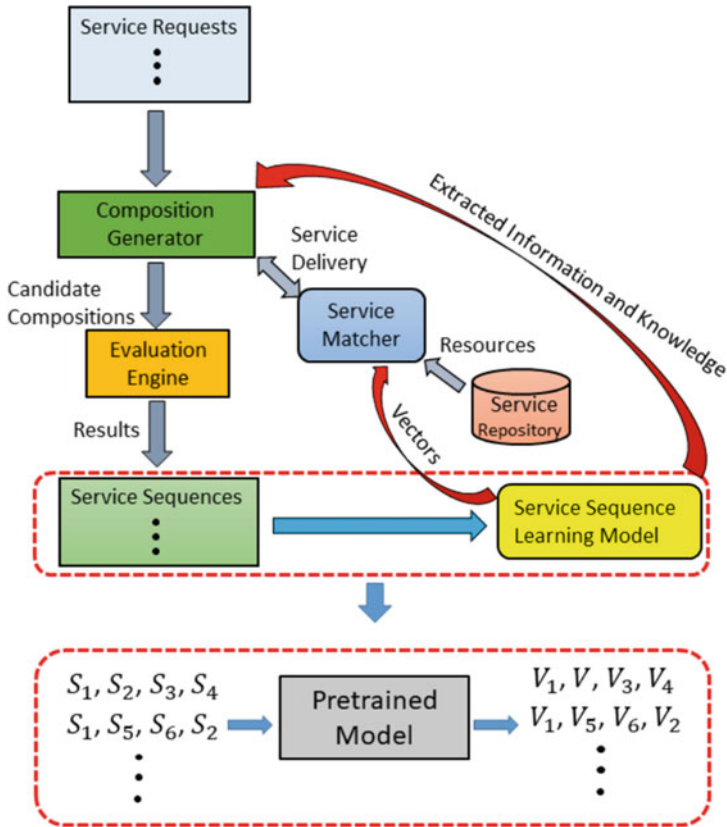 Service Requests
Composition
Generator
Service
Delivery
Extracted Information and Knowledge
Candidate
Compositions
Service
Matcher
Evaluation
Engine
Resources
Service
Repository
Results
Vectors
Service Sequences
Service Sequence
Learning Model
S₁, S₂, S₃, S₄
S₁, S₅, S₆, S₂
Pretrained
Model
V₁, V, V₃, V₄
V₁, V₅, V₆, V₂